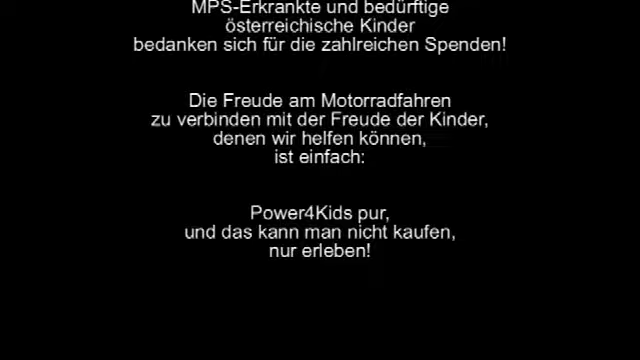 MPS-Erkrankte und bedürftige
österreichische Kinder
bedanken sich für die zahlreichen Spenden!
Die Freude am Motorradfahren
zu verbinden mit der Freude der Kinder,
denen wir helfen können,
ist einfach:
Power4Kids pur,
und das kann man nicht kaufen,
nur erleben!